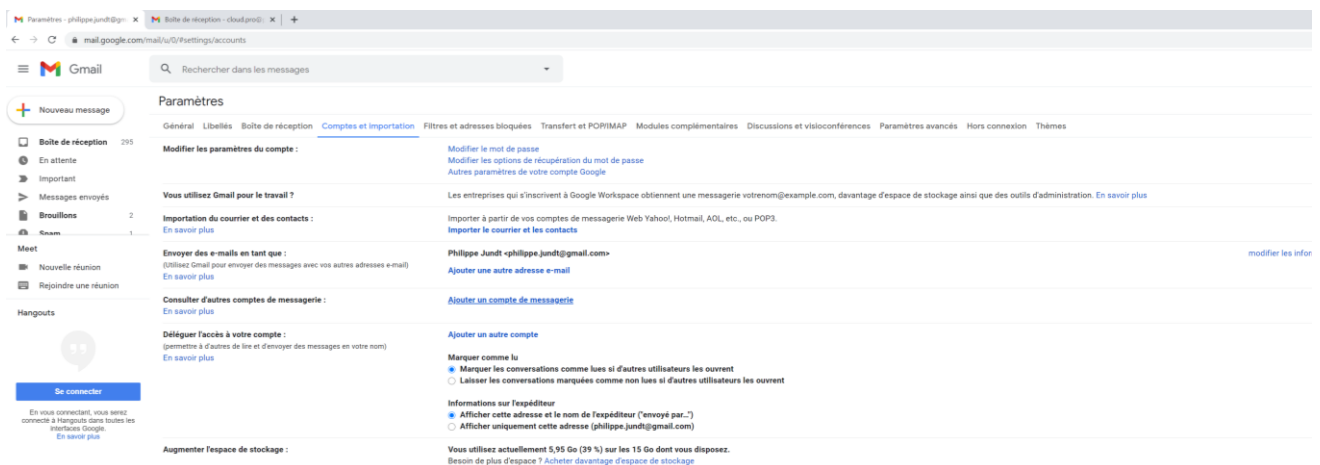 Paramètres - philippe.jundt@gm
Boîte de réception - cloud.pro@
mail.google.com/mail/u/0/#settings/accounts
Gmail
Rechercher dans les messages
Nouveau message
Boîte de réception 295
En attente
Important
Messages envoyés
Brouillons 2
Spam 1
Meet
Nouvelle réunion
Rejoindre une réunion
Hangouts
Se connecter
En vous connectant, vous serez
connecté à Hangouts dans toutes les
interfaces Google.
En savoir plus
Paramètres
Général Libellés Boîte de réception Comptes et importation Filtres et adresses bloquées Transfert et POP/IMAP Modules complémentaires Discussions et visioconférences Paramètres avancés Hors connexion Thèmes
Modifier les paramètres du compte :
Modifier le mot de passe
Modifier les options de récupération du mot de passe
Autres paramètres de votre compte Google
Vous utilisez Gmail pour le travail ?
Les entreprises qui s'inscrivent à Google Workspace obtiennent une messagerie votrenom@example.com, davantage d'espace de stockage ainsi que des outils d'administration. En savoir plus
Importation du courrier et des contacts :
En savoir plus
Importer à partir de vos comptes de messagerie Web Yahoo!, Hotmail, AOL, etc., ou POP3.
Importer le courrier et les contacts
Envoyer des e-mails en tant que :
(Utilisez Gmail pour envoyer des messages avec vos autres adresses e-mail)
En savoir plus
Philippe Jundt <philippe.jundt@gmail.com>
modifier les infor
Ajouter une autre adresse e-mail
Consulter d'autres comptes de messagerie :
En savoir plus
Ajouter un compte de messagerie
Déléguer l'accès à votre compte :
(permettre à d'autres de lire et d'envoyer des messages en votre nom)
En savoir plus
Ajouter un autre compte
Marquer comme lu
Marquer les conversations comme lues si d'autres utilisateurs les ouvrent
Laisser les conversations marquées comme non lues si d'autres utilisateurs les ouvrent
Informations sur l'expéditeur
Afficher cette adresse et le nom de l'expéditeur ("envoyé par...")
Afficher uniquement cette adresse (philippe.jundt@gmail.com)
Augmenter l'espace de stockage :
Vous utilisez actuellement 5,95 Go (39 %) sur les 15 Go dont vous disposez.
Besoin de plus d'espace ? Acheter davantage d'espace de stockage